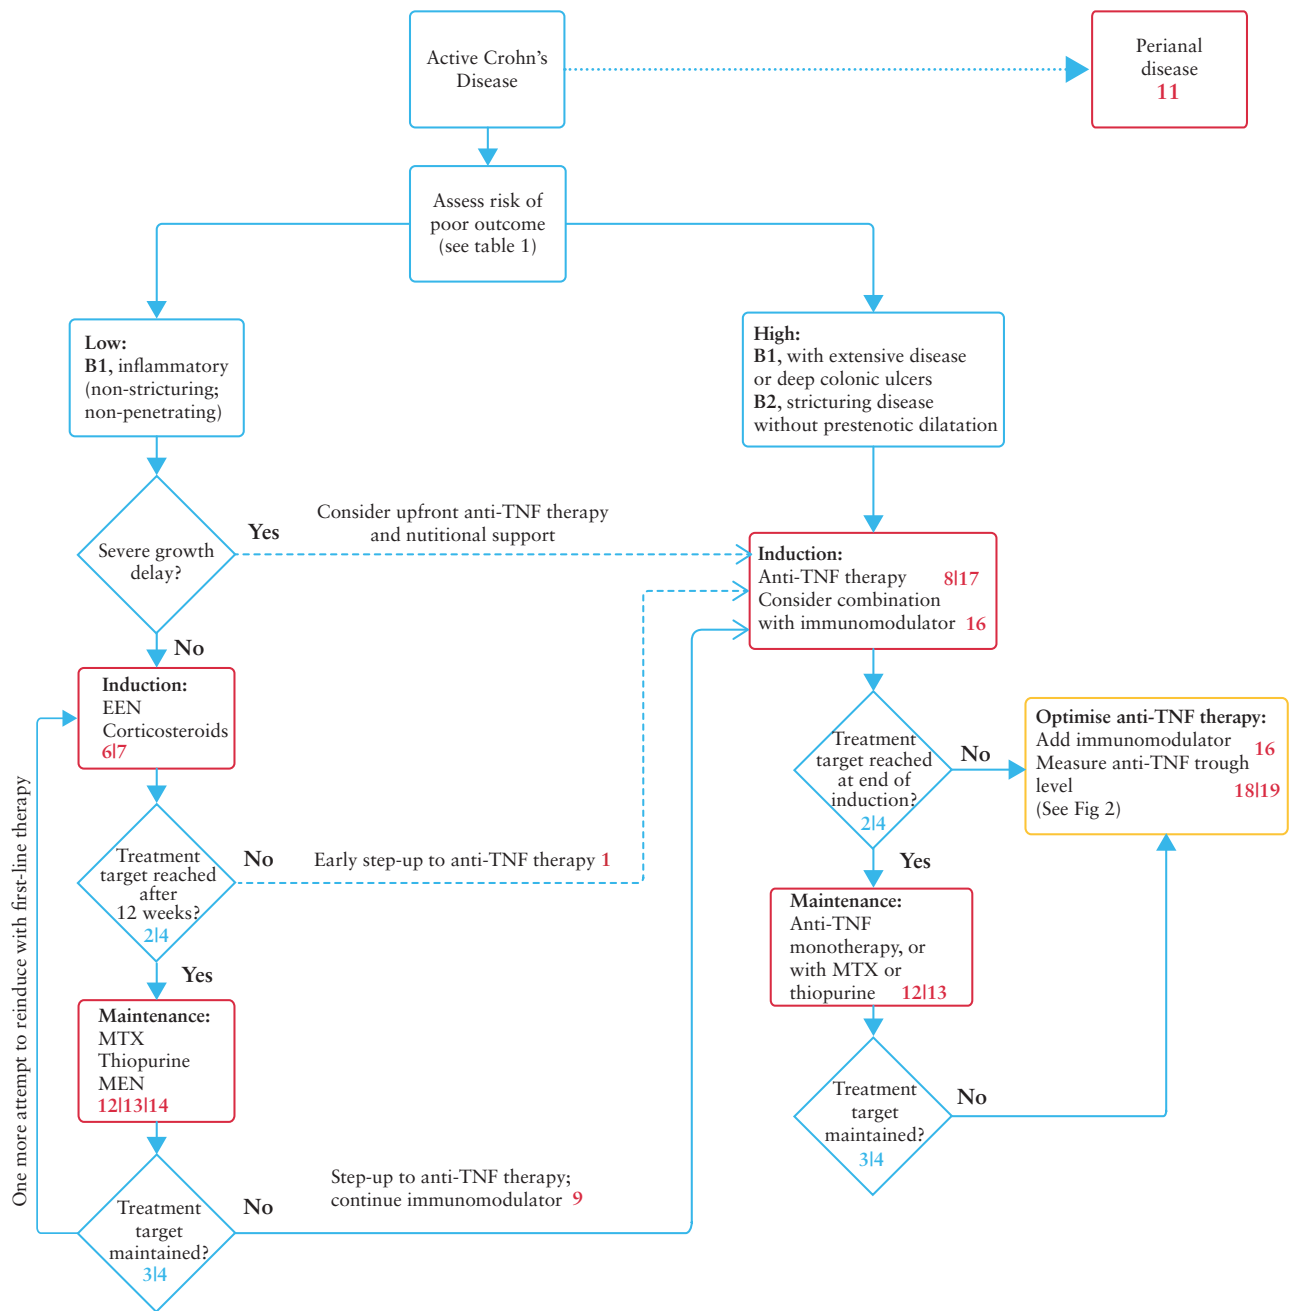 Active Crohn's
Disease
Perianal
disease
11
Assess risk of
poor outcome
(see table 1)
Low:
B1, inflammatory
(non-stricturing;
non-penetrating)
High:
B1, with extensive disease
or deep colonic ulcers
B2, stricturing disease
without prestenotic dilatation
Severe growth
delay?
Yes
Consider upfront anti-TNF therapy
and nutitional support
No
Induction:
Anti-TNF therapy 8|17
Consider combination
with immunomodulator 16
Induction:
EEN
Corticosteroids
6|7
Treatment
target reached
at end of
induction?
2|4
No
Optimise anti-TNF therapy:
Add immunomodulator 16
Measure anti-TNF trough
level 18|19
(See Fig 2)
Yes
Treatment
target reached
after
12 weeks?
2|4
No
Early step-up to anti-TNF therapy 1
Yes
Maintenance:
Anti-TNF
monotherapy, or
with MTX or
thiopurine 12|13
Maintenance:
MTX
Thiopurine
MEN
12|13|14
Treatment
target
maintained?
3|4
No
Treatment
target
maintained?
3|4
No
Step-up to anti-TNF therapy;
continue immunomodulator 9
One more attempt to reinduce with first-line therapy